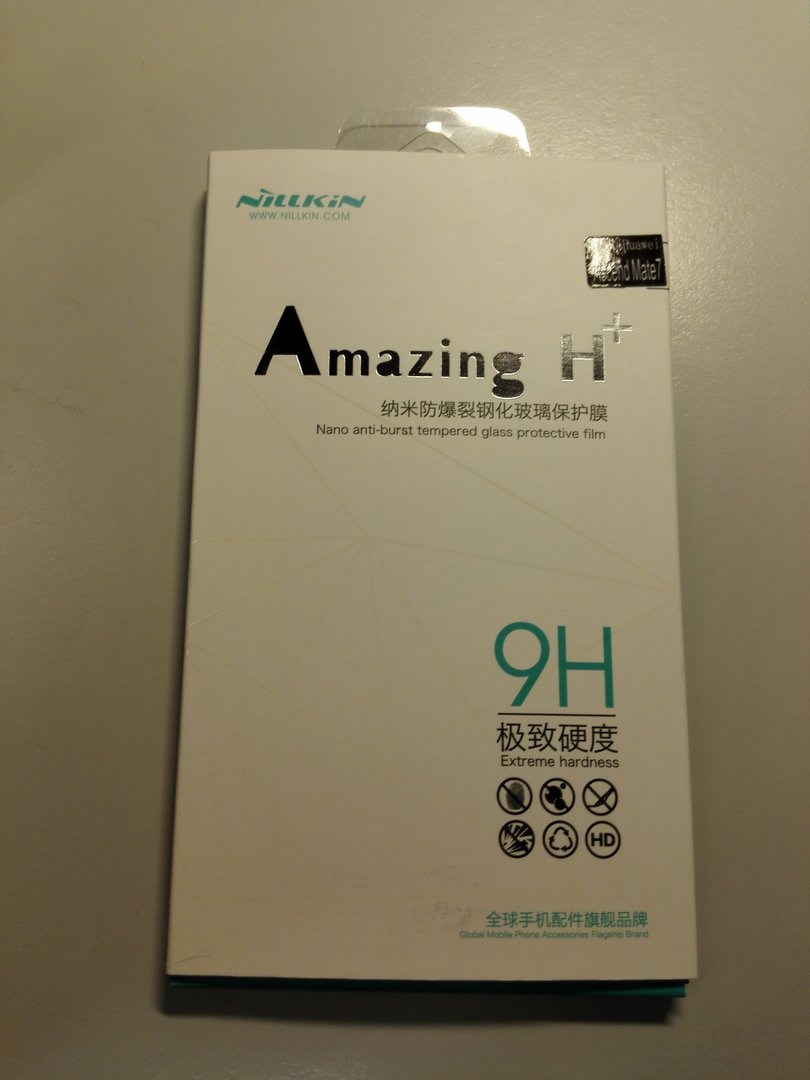 NILLKIN
WWW.NILLKIN.COM
Huawei
Ascend Mate7
Amazing H+
纳米防爆裂钢化玻璃保护膜
Nano anti-burst tempered glass protective film
9H
极致硬度
Extreme hardness
HD
全球手机配件旗舰品牌
Global Mobile Phone Accessories Flagship Brand